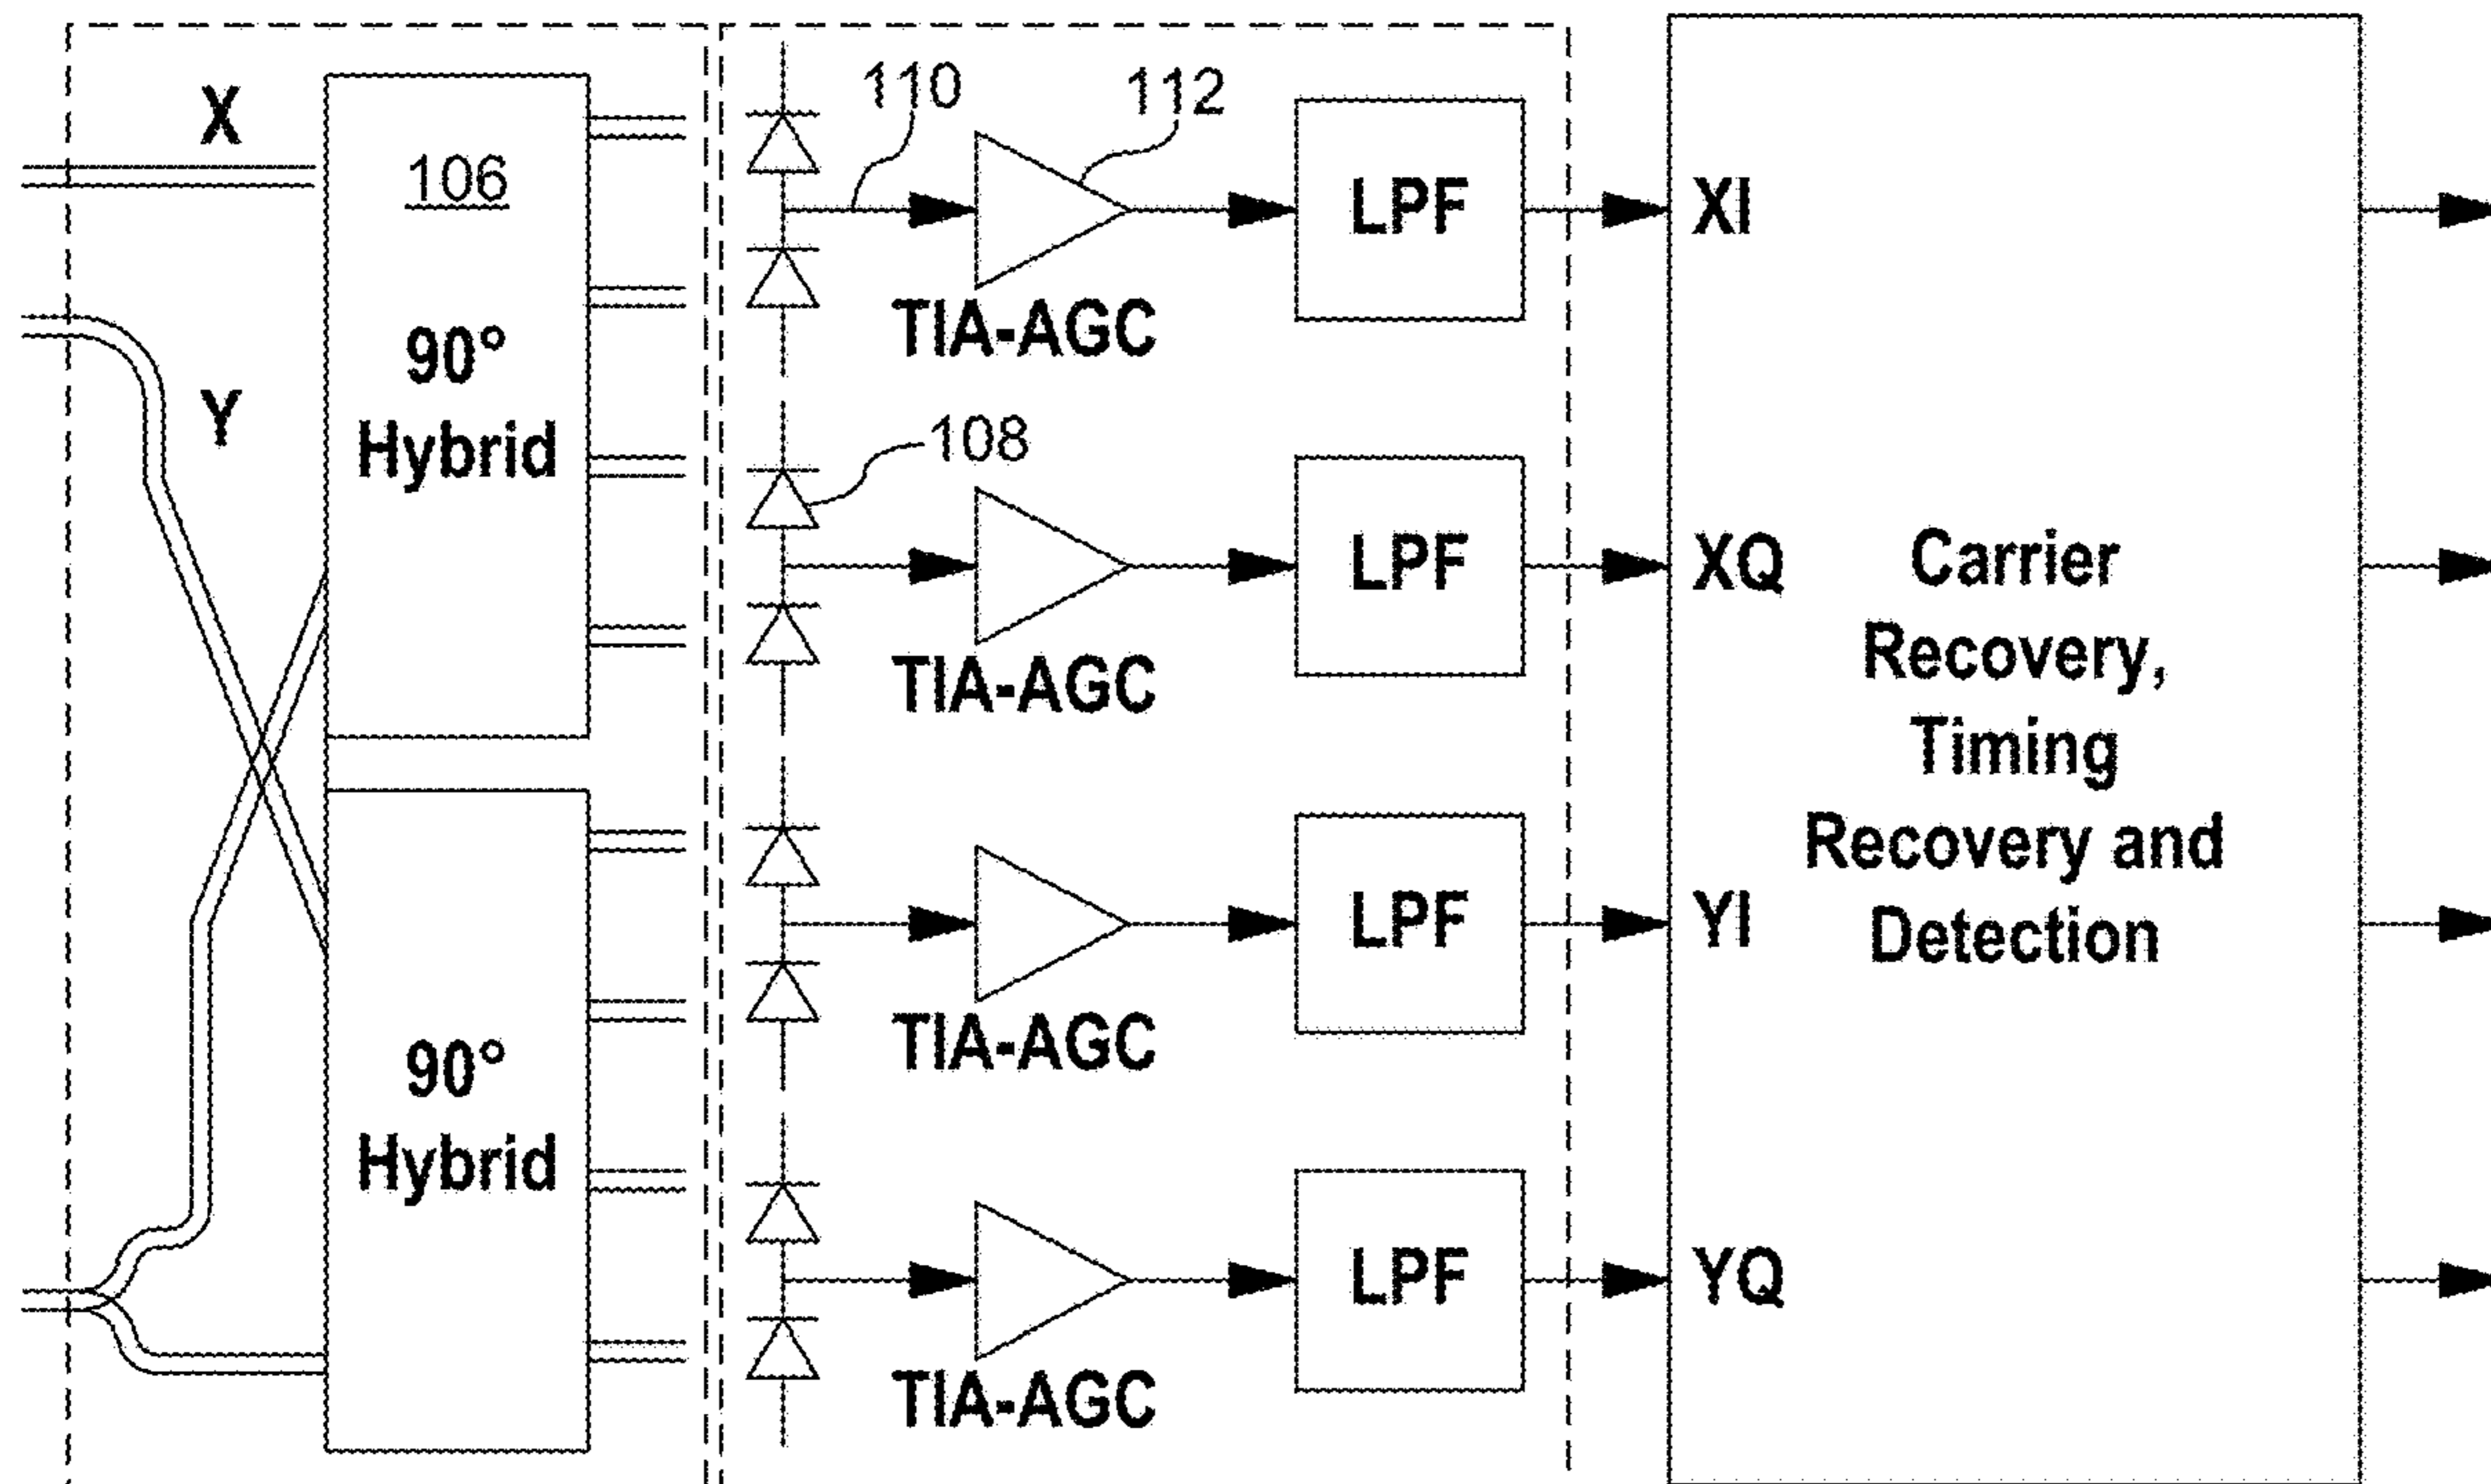 X
106
90°
Hybrid
Y
110
112
TIA-AGC
LPF
XI
108
TIA-AGC
LPF
XQ
90°
Hybrid
TIA-AGC
LPF
YI
TIA-AGC
LPF
YQ
Carrier
Recovery,
Timing
Recovery and
Detection